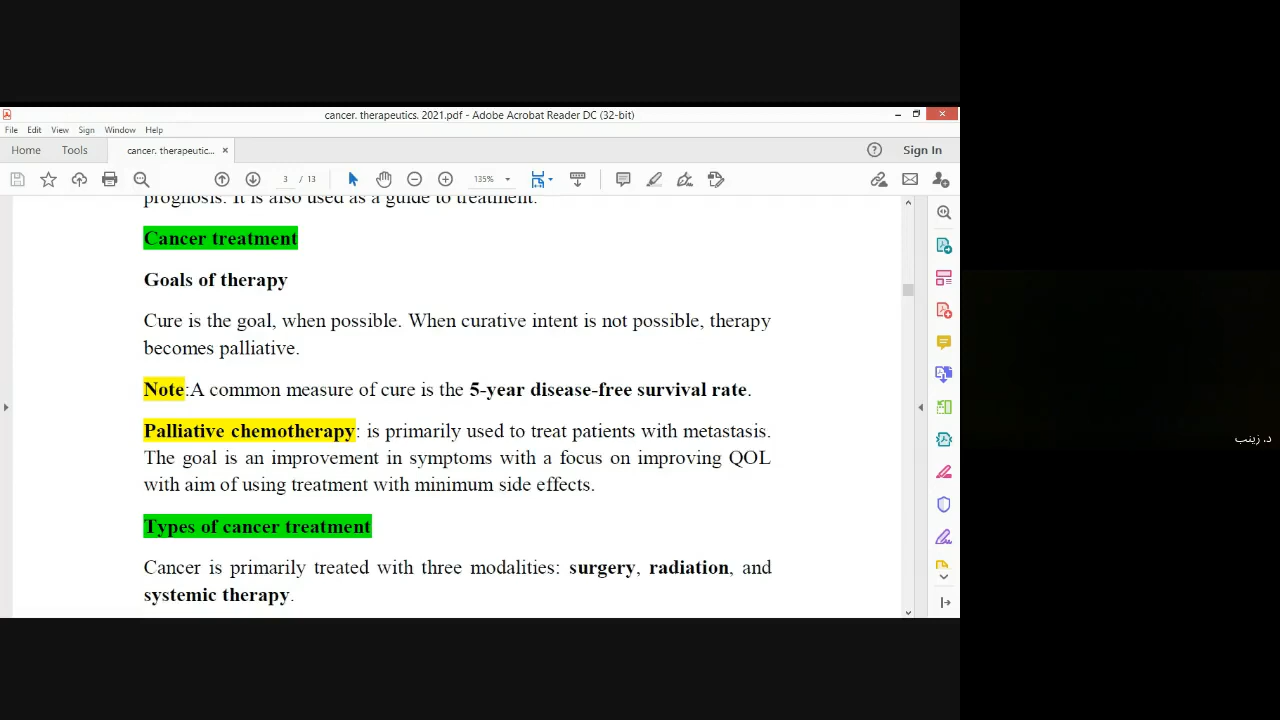 cancer. therapeutics. 2021.pdf - Adobe Acrobat Reader DC (32-bit)
File Edit View Sign Window Help
Home Tools cancer. therapeutic... × Sign In
3 / 13 135%
prognosis. It is also used as a guide to treatment.
Cancer treatment
Goals of therapy
Cure is the goal, when possible. When curative intent is not possible, therapy
becomes palliative.
Note:A common measure of cure is the 5-year disease-free survival rate.
Palliative chemotherapy: is primarily used to treat patients with metastasis.
The goal is an improvement in symptoms with a focus on improving QOL
with aim of using treatment with minimum side effects.
Types of cancer treatment
Cancer is primarily treated with three modalities: surgery, radiation, and
systemic therapy.
د. زينب